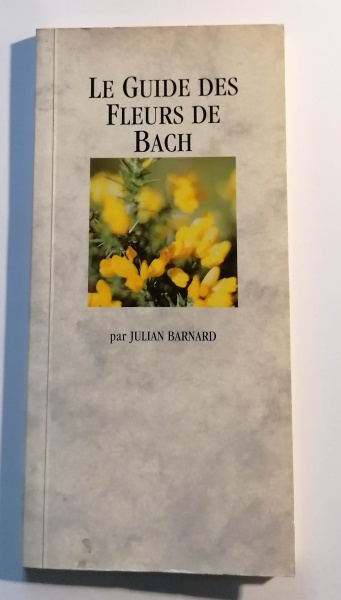 LE GUIDE DES
FLEURS DE
BACH
par JULIAN BARNARD